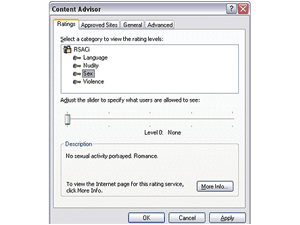 Content Advisor
Ratings Approved Sites General Advanced
Select a category to view the rating levels:
RSACi
Language
Nudity
Sex
Violence
Adjust the slider to specify what users are allowed to see:
Level 0: None
Description
No sexual activity portrayed. Romance.
To view the Internet page for this rating service,
click More Info.
More Info...
OK Cancel Apply